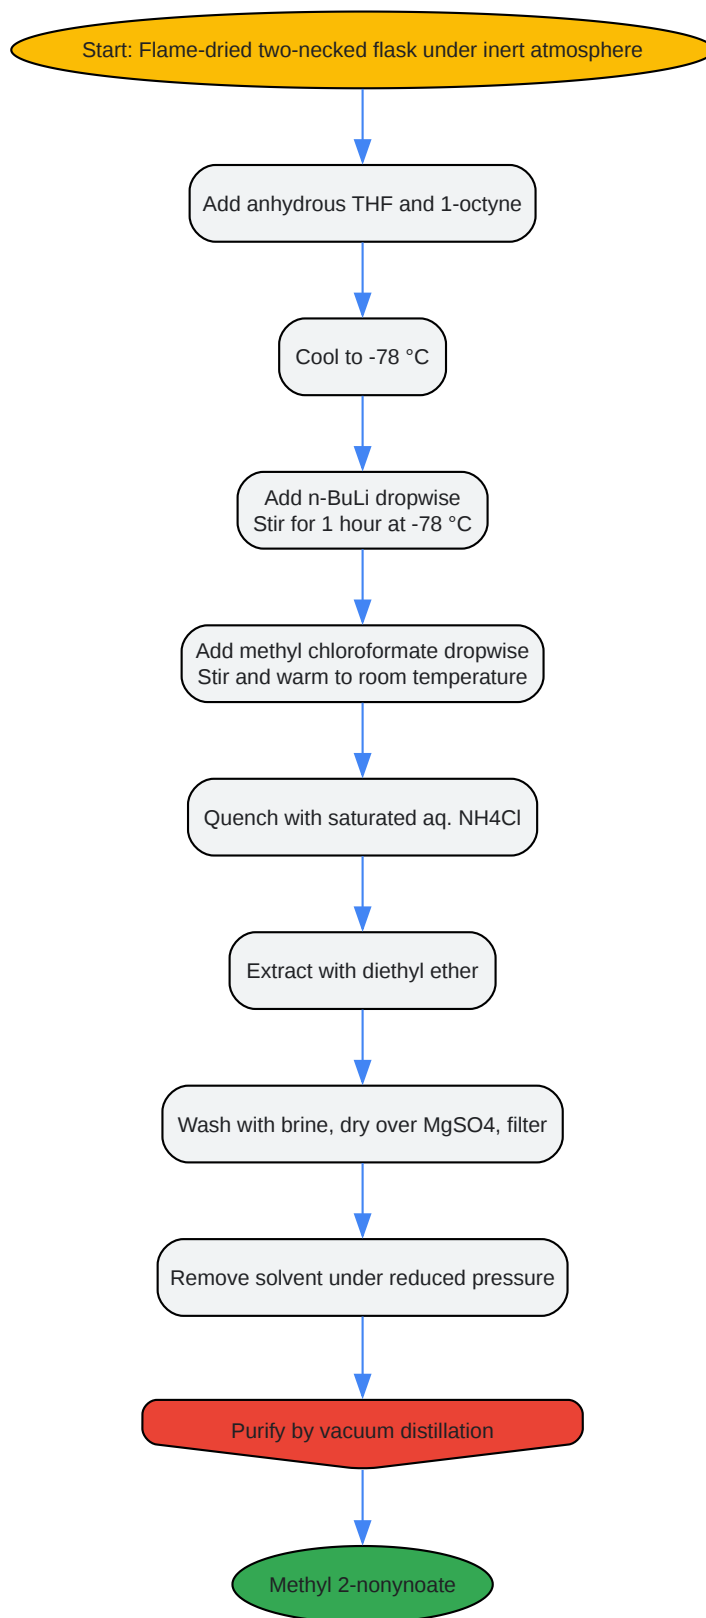 Start: Flame-dried two-necked flask under inert atmosphere
Add anhydrous THF and 1-octyne
Cool to -78 °C
Add n-BuLi dropwise
Stir for 1 hour at -78 °C
Add methyl chloroformate dropwise
Stir and warm to room temperature
Quench with saturated aq. NH4Cl
Extract with diethyl ether
Wash with brine, dry over MgSO4, filter
Remove solvent under reduced pressure
Purify by vacuum distillation
Methyl 2-nonynoate